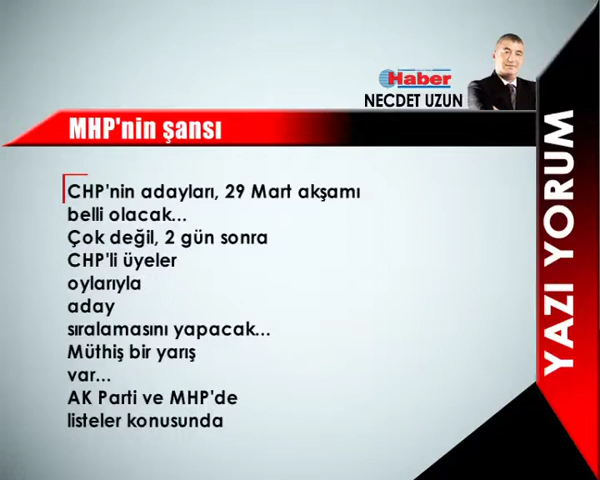 Haber
NECDET UZUN
MHP'nin şansı
CHP'nin adayları, 29 Mart akşamı
belli olacak...
Çok değil, 2 gün sonra
CHP'li üyeler
oylarıyla
aday
sıralamasını yapacak...
Müthiş bir yarış
var...
AK Parti ve MHP'de
listeler konusunda
YAZI YORUM